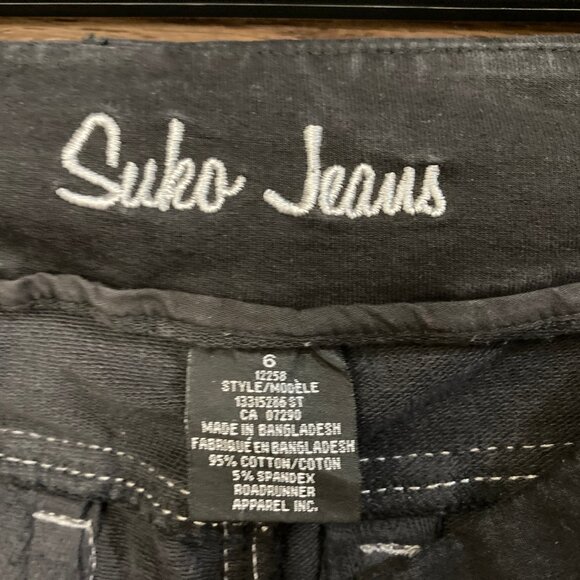 Suko Jeans
6
12258
STYLE/MODÈLE
13315286 ST
CA 07290
MADE IN BANGLADESH
FABRIQUÉ EN BANGLADESH
95% COTTON/COTON
5% SPANDEX
ROADRUNNER
APPAREL INC.